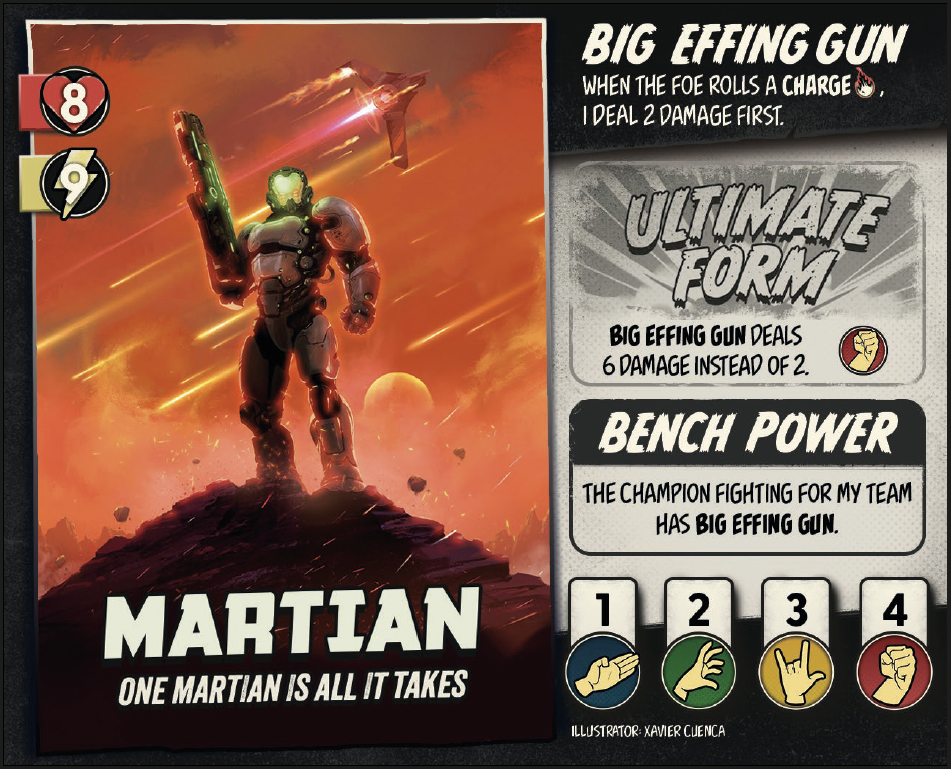 8
9
MARTIAN
ONE MARTIAN IS ALL IT TAKES
BIG EFFING GUN
WHEN THE FOE ROLLS A CHARGE ,
I DEAL 2 DAMAGE FIRST.
ULTIMATE
FORM
BIG EFFING GUN DEALS
6 DAMAGE INSTEAD OF 2.
BENCH POWER
THE CHAMPION FIGHTING FOR MY TEAM
HAS BIG EFFING GUN.
1 2 3 4
ILLUSTRATOR: XAVIER CUENCA